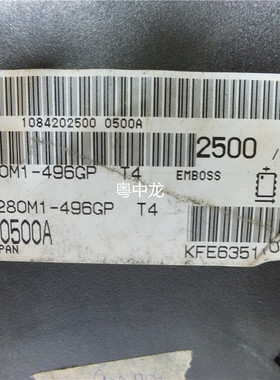 1084202500 0500A
2500 /
0M1-496GP T4
EMBOSS
粤中龙
280M1-496GP T4
0500A
PAN
KFE6351